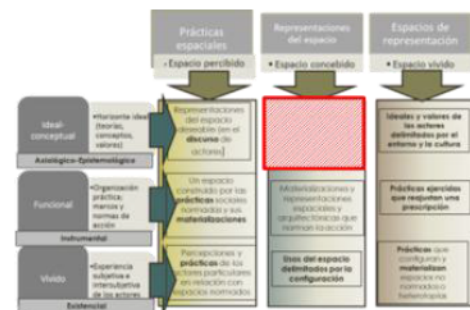 Prácticas
espaciales
Representaciones
del espacio
Espacios de
representación
• Espacio percibido
• Espacio concebido
• Espacio vivido
Ideal-
conceptual
• Horizonte ideal
(teorías,
conceptos,
valores)
Axiológico-Epistemológico
Representaciones
del espacio
deseable (en el
discurso de
actores)
Ideales y valores de
los actores
delimitados por el
entorno y la cultura
Funcional
• Organización
práctica:
marcos y
normas de
acción
Instrumental
Un espacio
construido por las
prácticas sociales
normadas y sus
materializaciones
Materializaciones y
representaciones
espaciales y
arquitectónicas que
norman la acción
Prácticas
que
una
prescripción
Vivido
• Experiencia
subjetiva e
intersubjetiva de
los actores
Existencial
Percepciones y
prácticas de los
actores particulares
en relación con
espacios normados
Usos del espacio
delimitados por la
configuración
Prácticas que
configuran y
materializan
espacios no
normados o
heterotopías